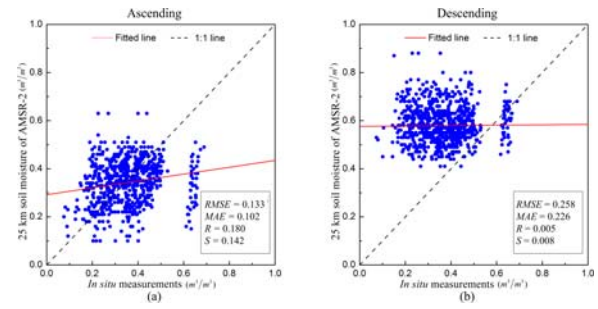 Ascending
Fitted line
1:1 line
25 km soil moisture of AMSR-2 (m³/m³)
1.0
0.8
0.6
0.4
0.2
0.0
RMSE = 0.133
MAE = 0.102
R = 0.180
S = 0.142
0.0 0.2 0.4 0.6 0.8 1.0
In situ measurements (m³/m³)
(a)
Descending
Fitted line
1:1 line
25 km soil moisture of AMSR-2 (m³/m³)
1.0
0.8
0.6
0.4
0.2
0.0
RMSE = 0.258
MAE = 0.226
R = 0.005
S = 0.008
0.0 0.2 0.4 0.6 0.8 1.0
In situ measurements (m³/m³)
(b)